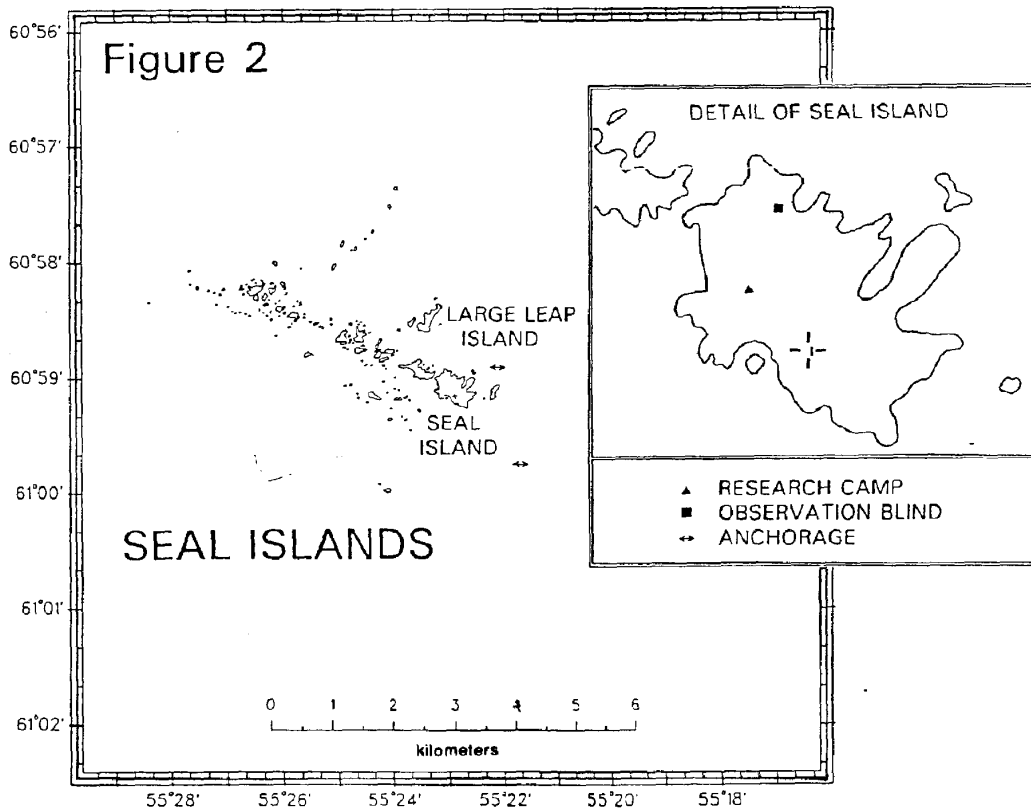 Figure 2
60°56'
60°57'
60°58'
60°59'
61°00'
61°01'
61°02'
LARGE LEAP
ISLAND
SEAL
ISLAND
SEAL ISLANDS
0 1 2 3 4 5 6
kilometers
55°28' 55°26' 55°24' 55°22' 55°20' 55°18'
DETAIL OF SEAL ISLAND
RESEARCH CAMP
OBSERVATION BLIND
ANCHORAGE